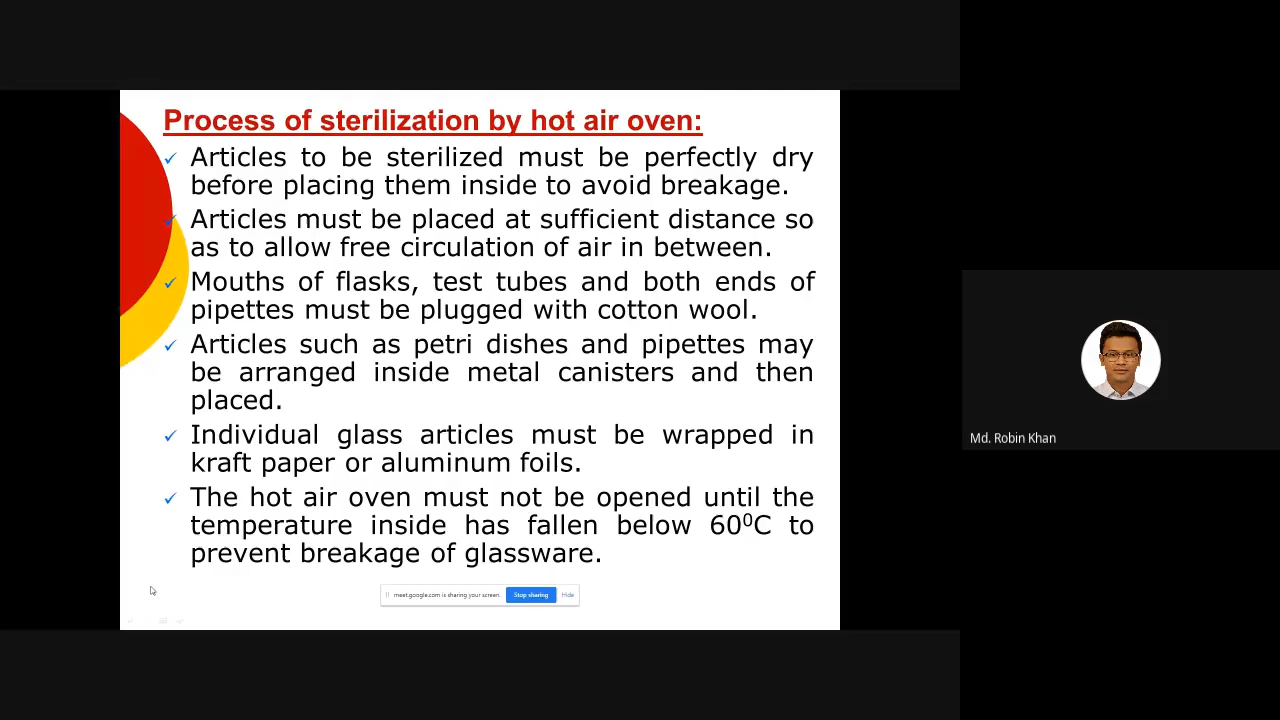 Process of sterilization by hot air oven:
✓ Articles to be sterilized must be perfectly dry
before placing them inside to avoid breakage.
✓ Articles must be placed at sufficient distance so
as to allow free circulation of air in between.
✓ Mouths of flasks, test tubes and both ends of
pipettes must be plugged with cotton wool.
✓ Articles such as petri dishes and pipettes may
be arranged inside metal canisters and then
placed.
✓ Individual glass articles must be wrapped in
kraft paper or aluminum foils.
✓ The hot air oven must not be opened until the
temperature inside has fallen below 60⁰C to
prevent breakage of glassware.
meet.google.com is sharing your screen. Stop sharing Hide
Md. Robin Khan